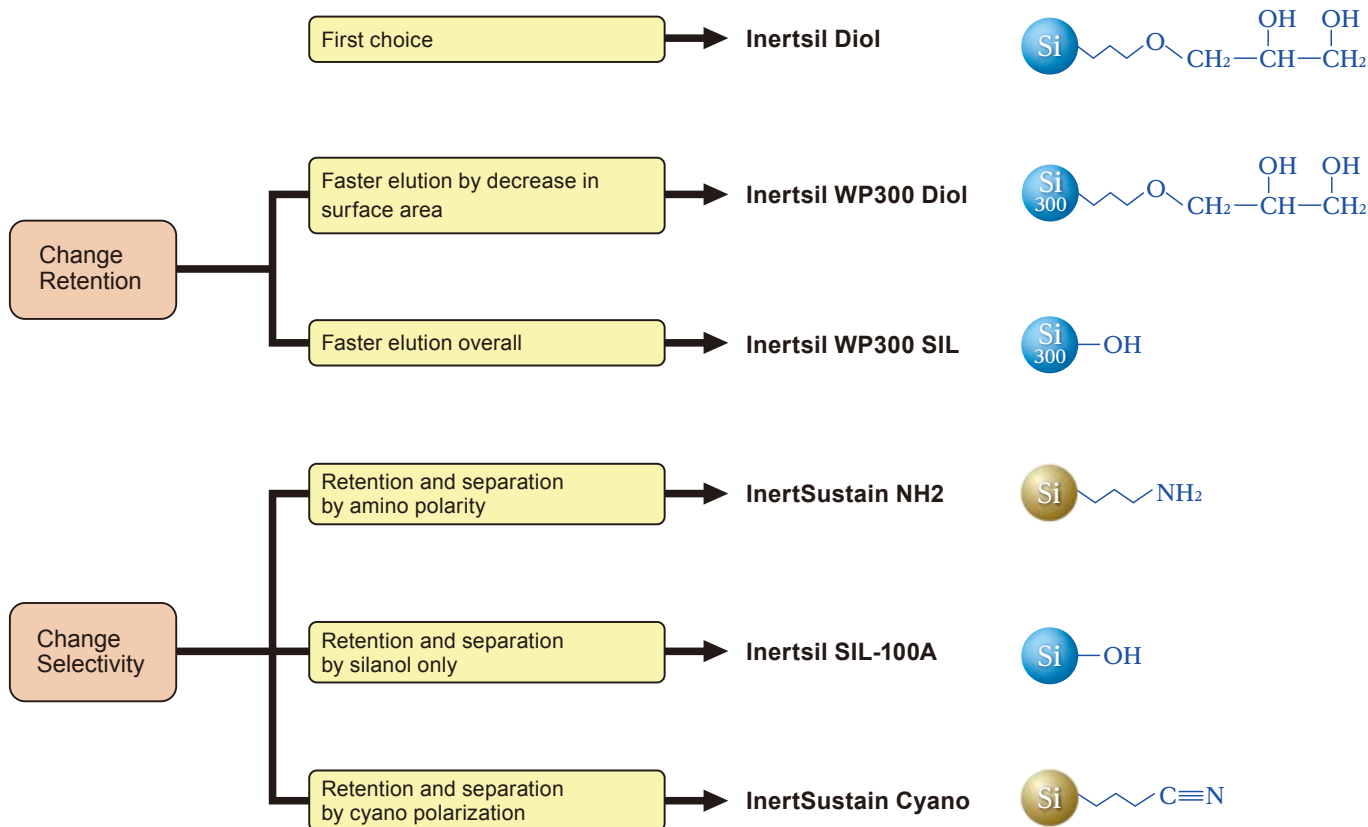 First choice
Inertsil Diol
Si
O
CH₂
CH
CH₂
OH
OH
Change
Retention
Faster elution by decrease in
surface area
Inertsil WP300 Diol
Si
300
O
CH₂
CH
CH₂
OH
OH
Faster elution overall
Inertsil WP300 SIL
Si
300
OH
Change
Selectivity
Retention and separation
by amino polarity
InertSustain NH2
Si
NH₂
Retention and separation
by silanol only
Inertsil SIL-100A
Si
OH
Retention and separation
by cyano polarization
InertSustain Cyano
Si
C≡N